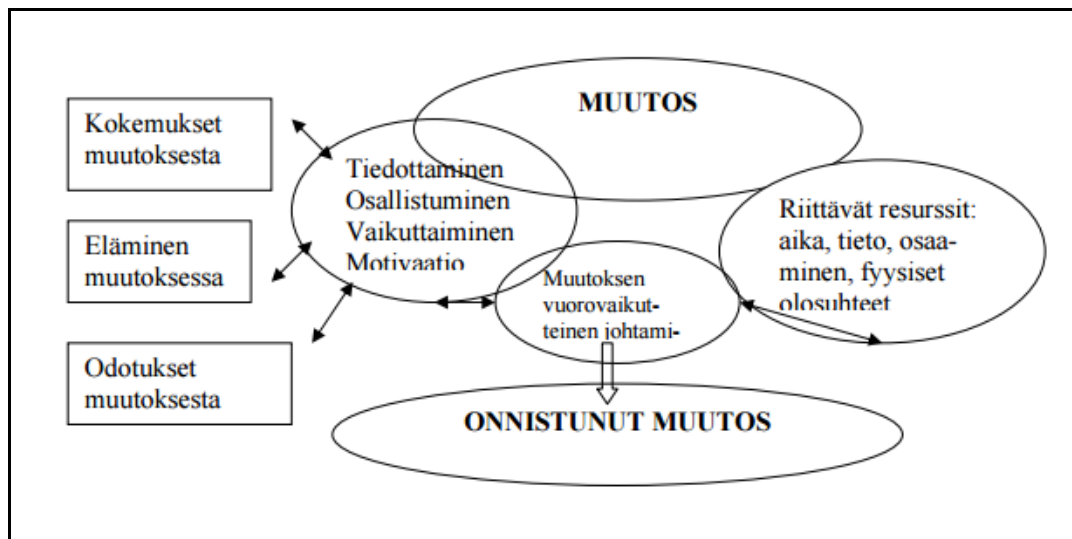 MUUTOS
Kokemukset
muutoksesta
Tiedottaminen
Osallistuminen
Vaikuttaiminen
Motivaatio
Riittävät resurssit:
aika, tieto, osaa-
minen, fyysiset
olosuhteet
Eläminen
muutoksessa
Muutoksen
vuorovaikut-
teinen johtami-
Odotukset
muutoksesta
ONNISTUNUT MUUTOS